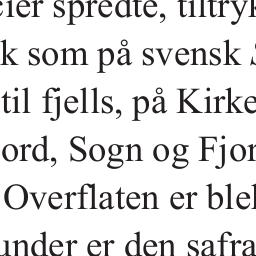 cier spredte, tiltryk
k som på svensk S
til fjells, på Kirke
ord, Sogn og Fjor
Overflaten er blek
under er den safra